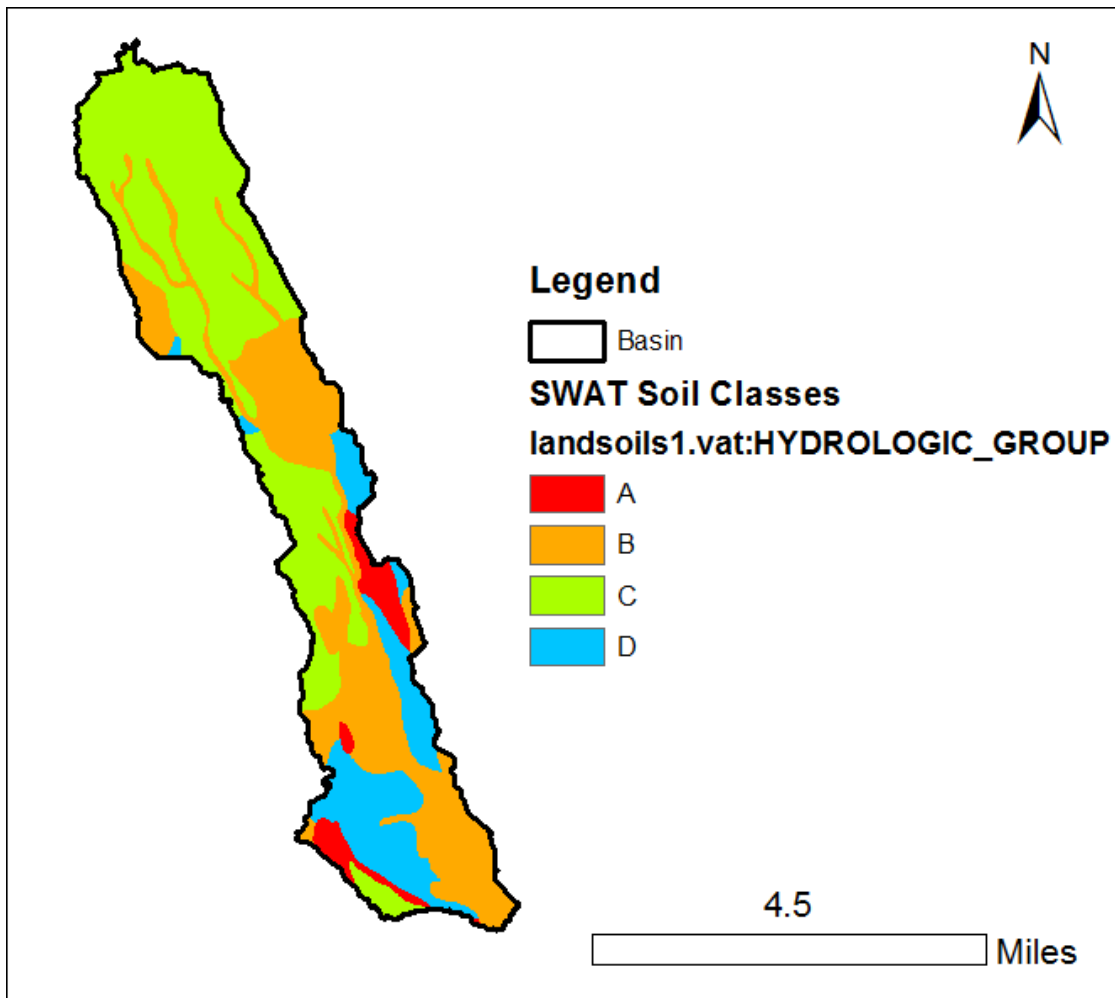 N
Legend
Basin
SWAT Soil Classes
landsoils1.vat:HYDROLOGIC_GROUP
A
B
C
D
4.5
Miles